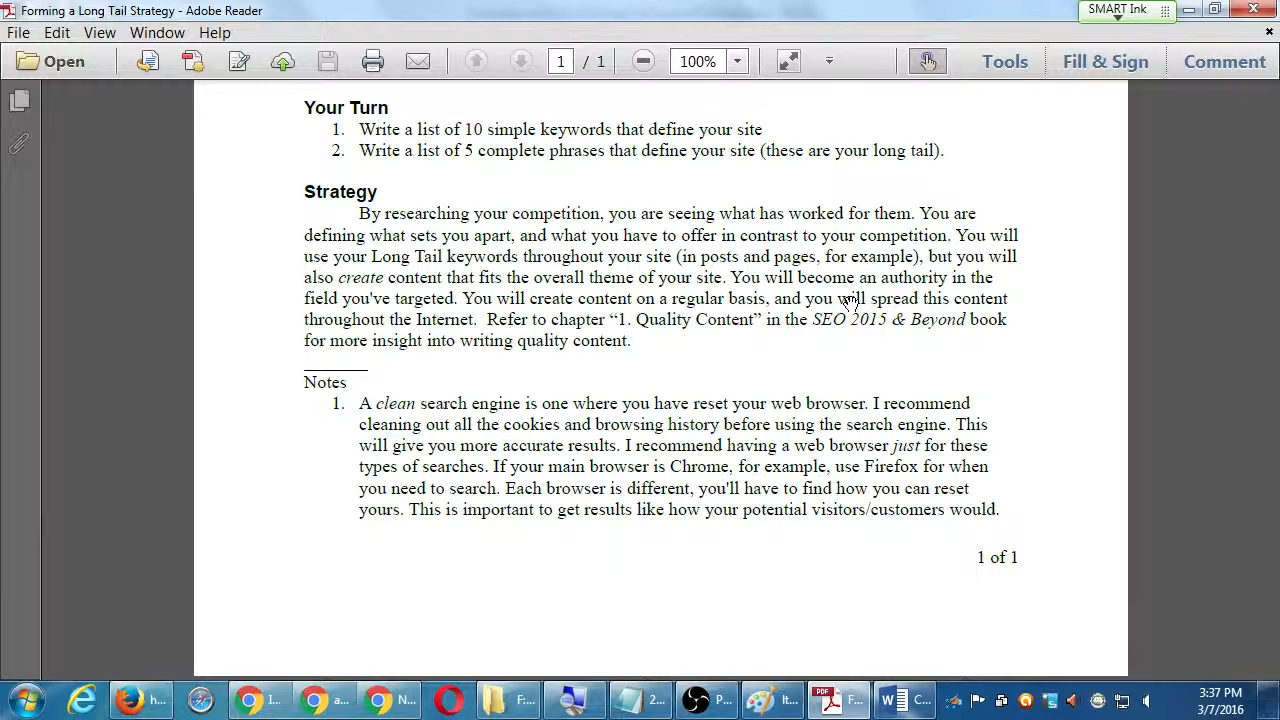 Forming a Long Tail Strategy - Adobe Reader
SMART Ink
File Edit View Window Help
Open
1 / 1
100%
Tools Fill & Sign Comment
Your Turn
1. Write a list of 10 simple keywords that define your site
2. Write a list of 5 complete phrases that define your site (these are your long tail).
Strategy
By researching your competition, you are seeing what has worked for them. You are
defining what sets you apart, and what you have to offer in contrast to your competition. You will
use your Long Tail keywords throughout your site (in posts and pages, for example), but you will
also create content that fits the overall theme of your site. You will become an authority in the
field you've targeted. You will create content on a regular basis, and you will spread this content
throughout the Internet. Refer to chapter “1. Quality Content” in the SEO 2015 & Beyond book
for more insight into writing quality content.
Notes
1. A clean search engine is one where you have reset your web browser. I recommend
cleaning out all the cookies and browsing history before using the search engine. This
will give you more accurate results. I recommend having a web browser just for these
types of searches. If your main browser is Chrome, for example, use Firefox for when
you need to search. Each browser is different, you'll have to find how you can reset
yours. This is important to get results like how your potential visitors/customers would.
1 of 1
h... I... a... N... F:... 2... P... It... PDF F... C...
3:37 PM
3/7/2016